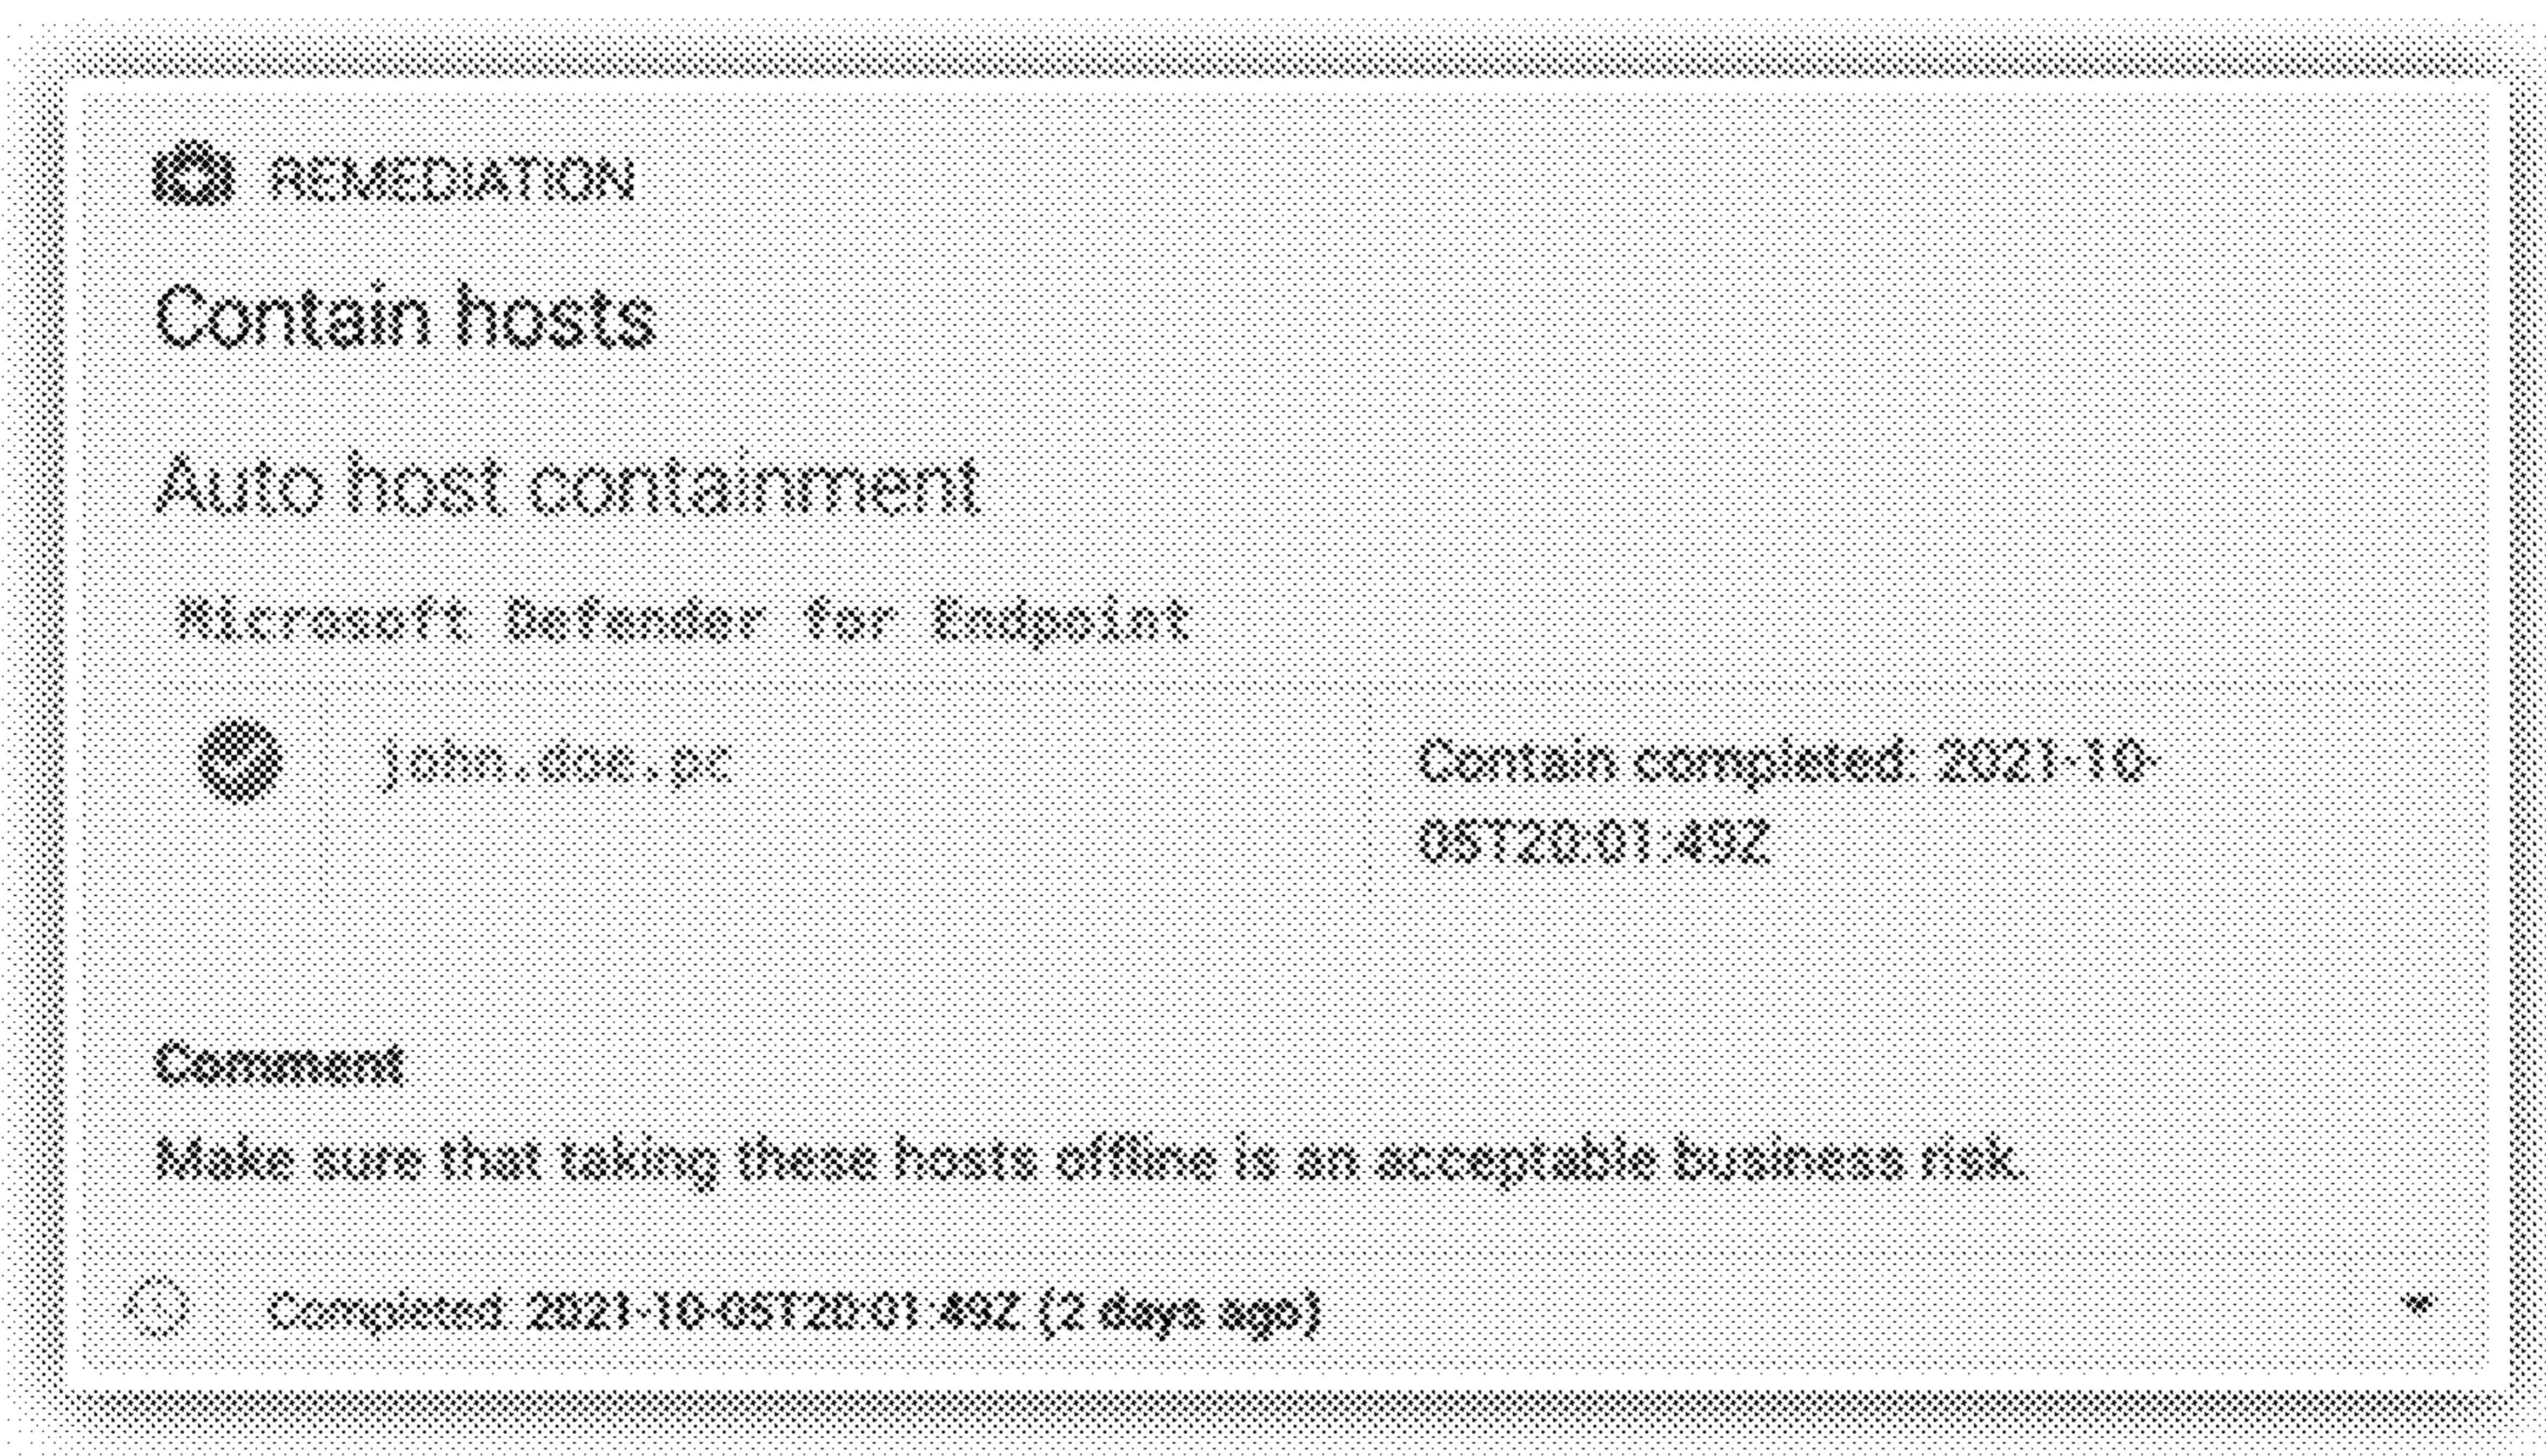 REMEDIATION
Contain hosts
Auto host containment
Microsoft Defender for Endpoint
john.doe.pc
Contain completed: 2021-10-
05T20:01:49Z
Comment
Make sure that taking these hosts offline is an acceptable business risk.
Completed 2021-10-05T20:01:49Z (2 days ago)